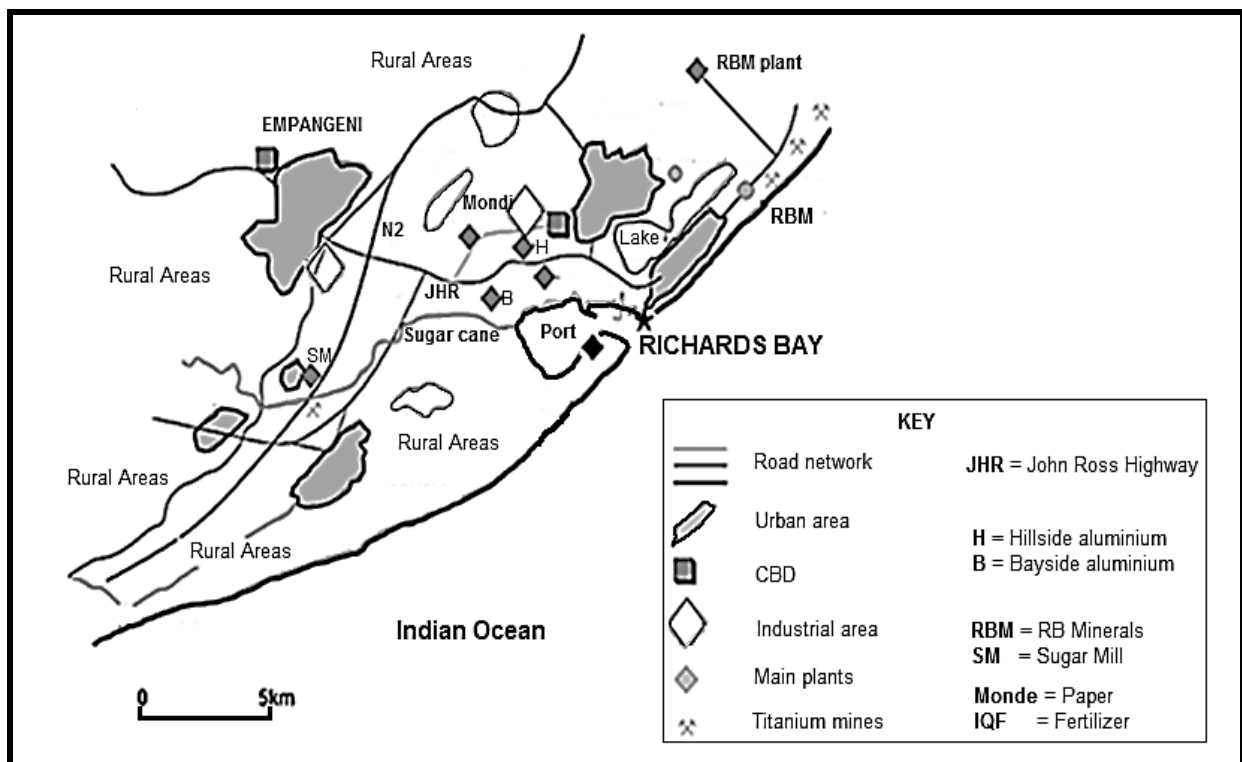 Rural Areas
RBM plant
EMPANGENI
Mondi
N2
H
Lake
RBM
Rural Areas
JHR
B
Sugar cane
Port
RICHARDS BAY
SM
Rural Areas
Rural Areas
Rural Areas
Indian Ocean
0 5km
KEY
Road network
JHR = John Ross Highway
Urban area
H = Hillside aluminium
B = Bayside aluminium
CBD
Industrial area
RBM = RB Minerals
SM = Sugar Mill
Main plants
Monde = Paper
Titanium mines
IQF = Fertilizer